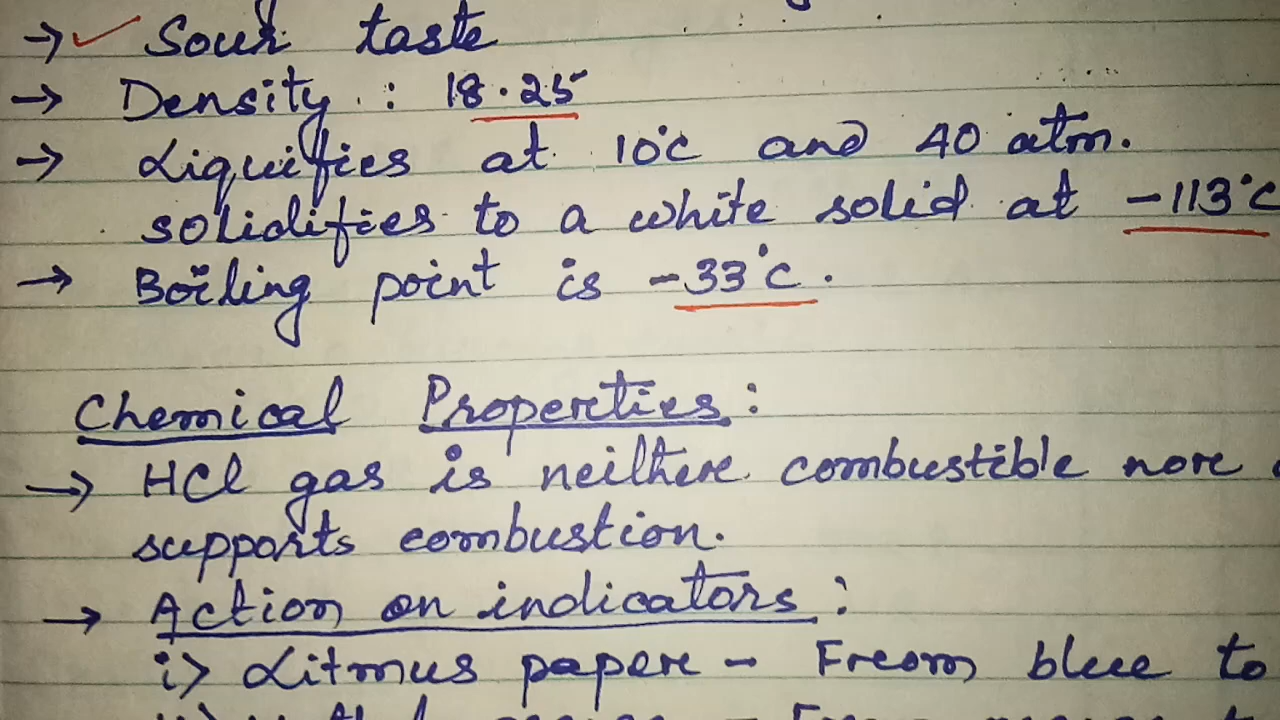 → ✓ Sour taste
→ Density : 18.25
→ Liquifies at 10°C and 40 atm.
solidifies to a white solid at -113°C
→ Boiling point is -33°C.
Chemical Properties :
→ HCl gas is neither combustible nor
supports combustion.
→ Action on indicators :
i> Litmus paper - From blue to